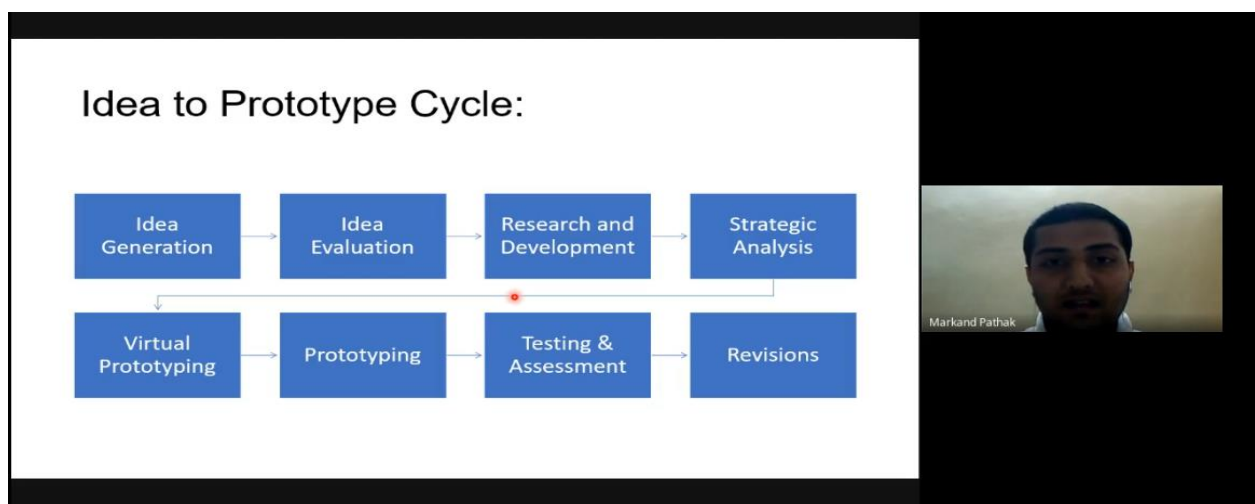 Idea to Prototype Cycle:
Idea
Generation
Idea
Evaluation
Research and
Development
Strategic
Analysis
Virtual
Prototyping
Prototyping
Testing &
Assessment
Revisions
Markand Pathak